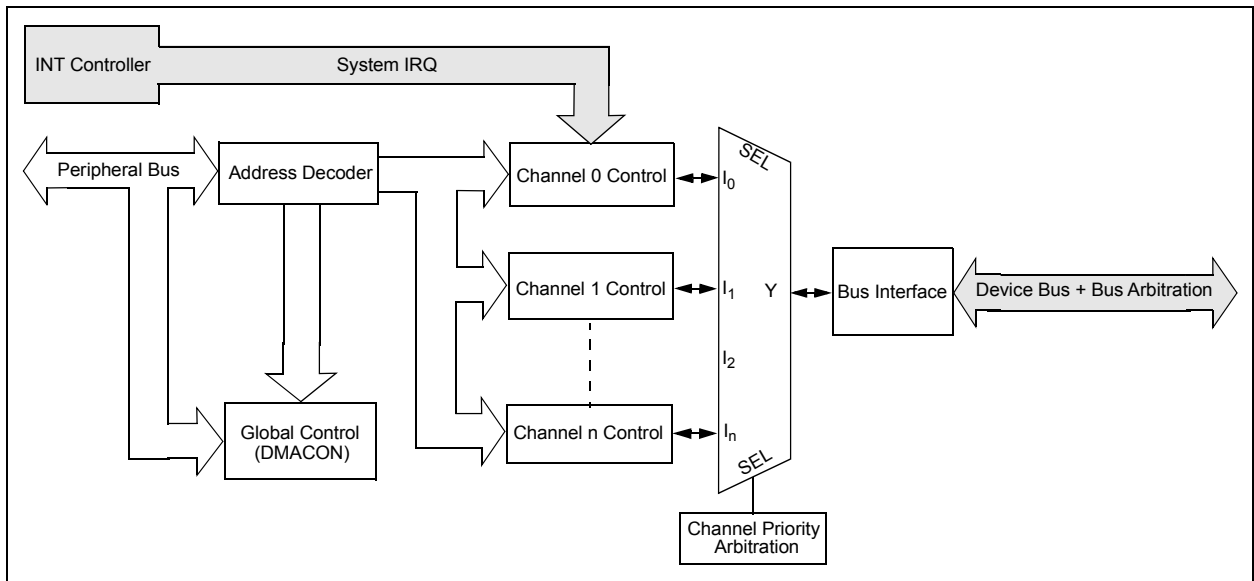 INT Controller
System IRQ
Peripheral Bus
Address Decoder
Channel 0 Control
SEL
I0
Channel 1 Control
I1
Y
Bus Interface
Device Bus + Bus Arbitration
I2
Global Control
(DMACON)
Channel n Control
In
SEL
Channel Priority
Arbitration